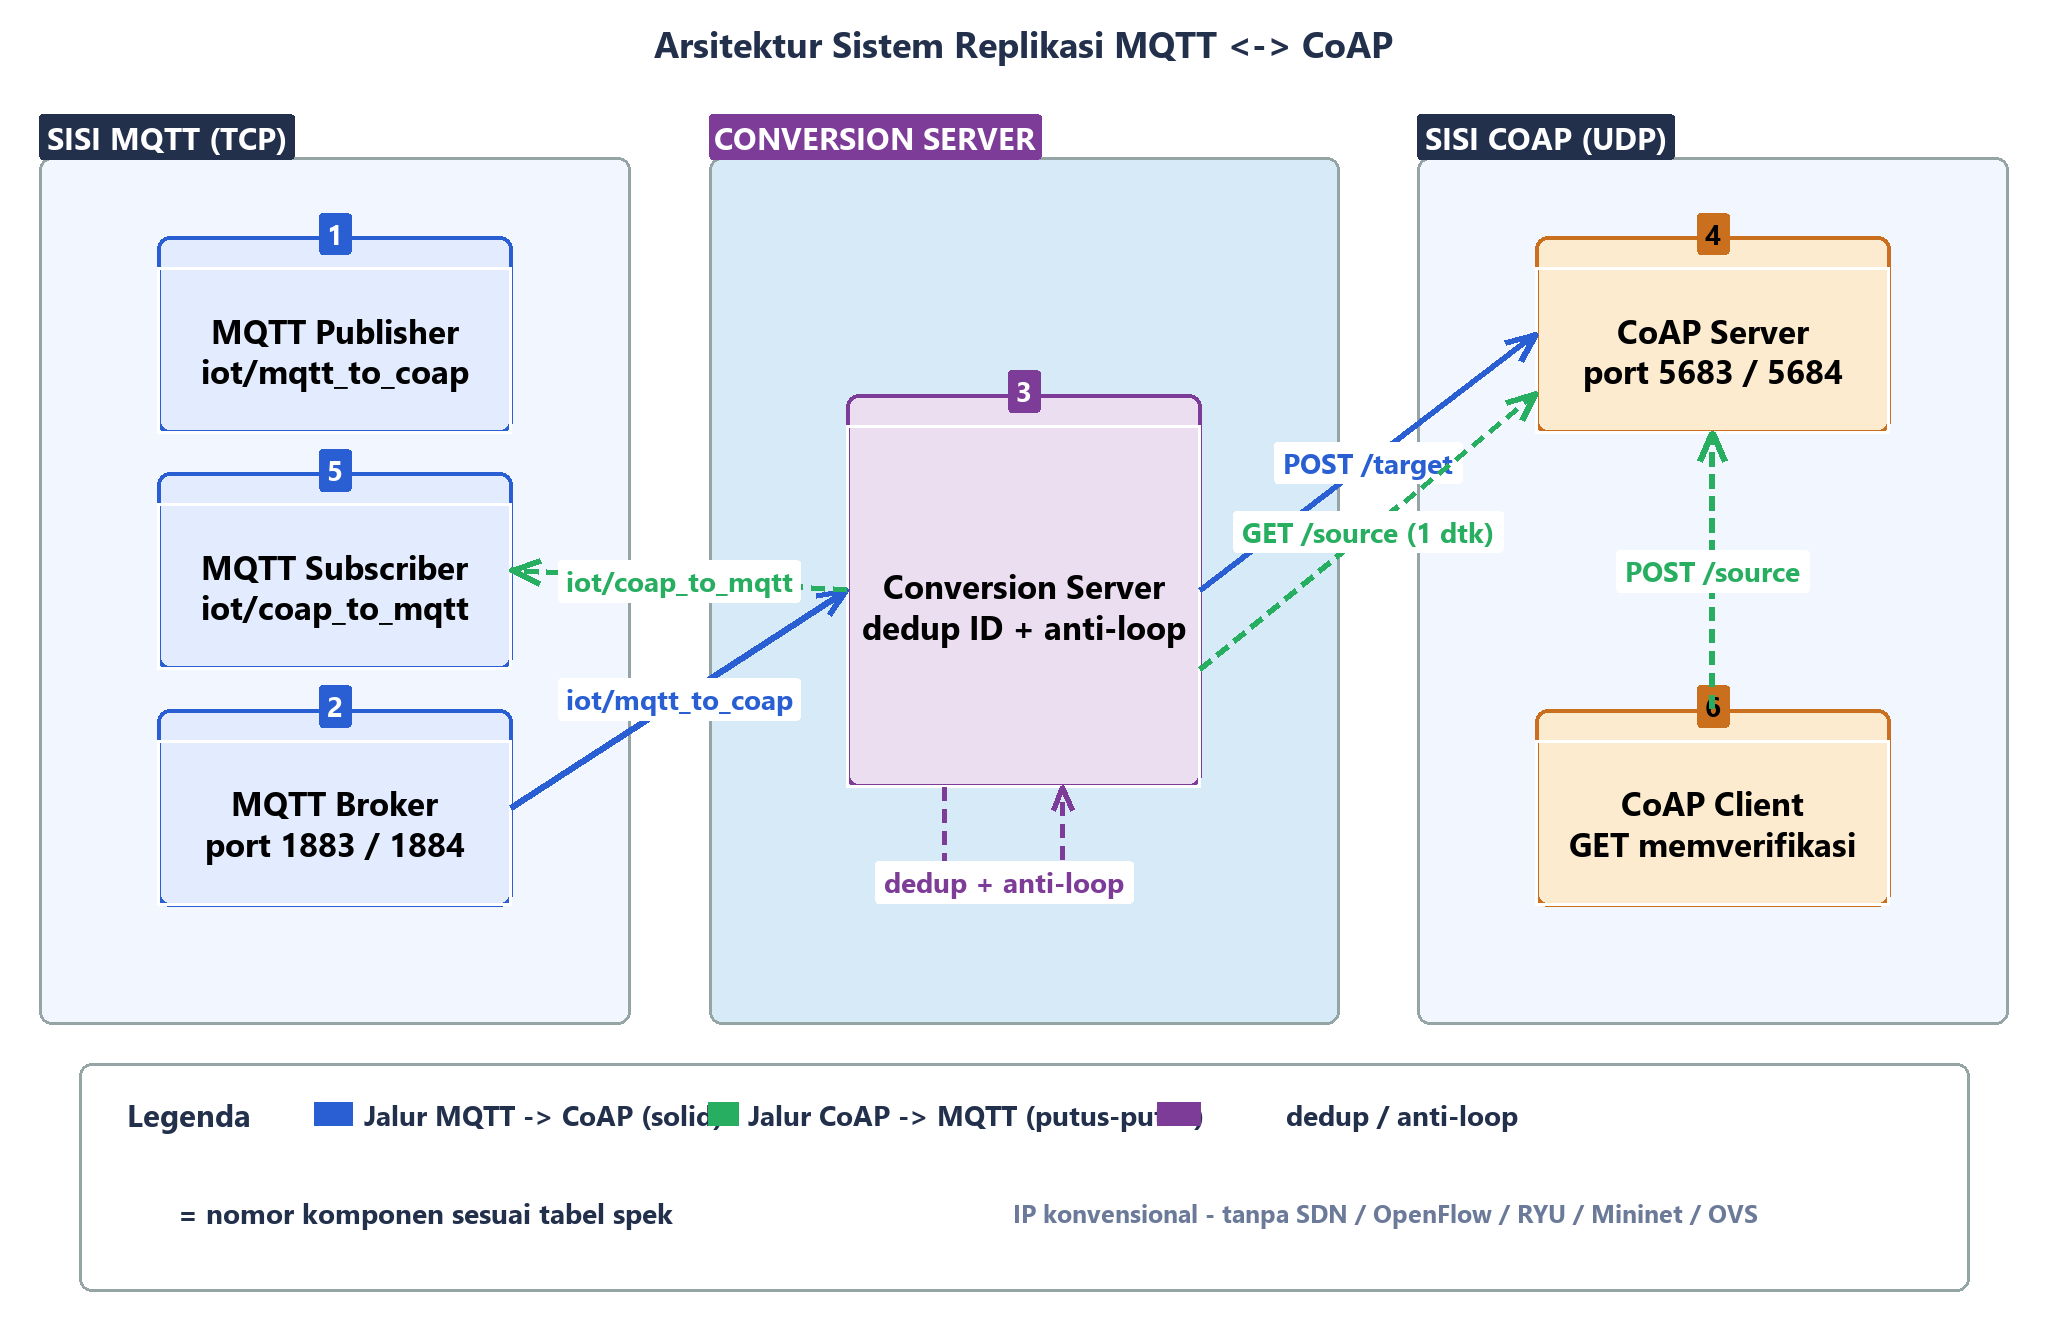 Arsitektur Sistem Replikasi MQTT <-> CoAP
SISI MQTT (TCP)
1
MQTT Publisher
iot/mqtt_to_coap
5
MQTT Subscriber
iot/coap_to_mqtt
2
MQTT Broker
port 1883 / 1884
iot/coap_to_mqtt
iot/mqtt_to_coap
CONVERSION SERVER
3
Conversion Server
dedup ID + anti-loop
dedup + anti-loop
POST /target
GET /source (1 dtk)
SISI COAP (UDP)
4
CoAP Server
port 5683 / 5684
POST /source
6
CoAP Client
GET memverifikasi
Legenda
Jalur MQTT -> CoAP (solid)
Jalur CoAP -> MQTT
dedup / anti-loop
= nomor komponen sesuai tabel spek
IP konvensional - tanpa SDN / OpenFlow / RYU / Mininet / OVS